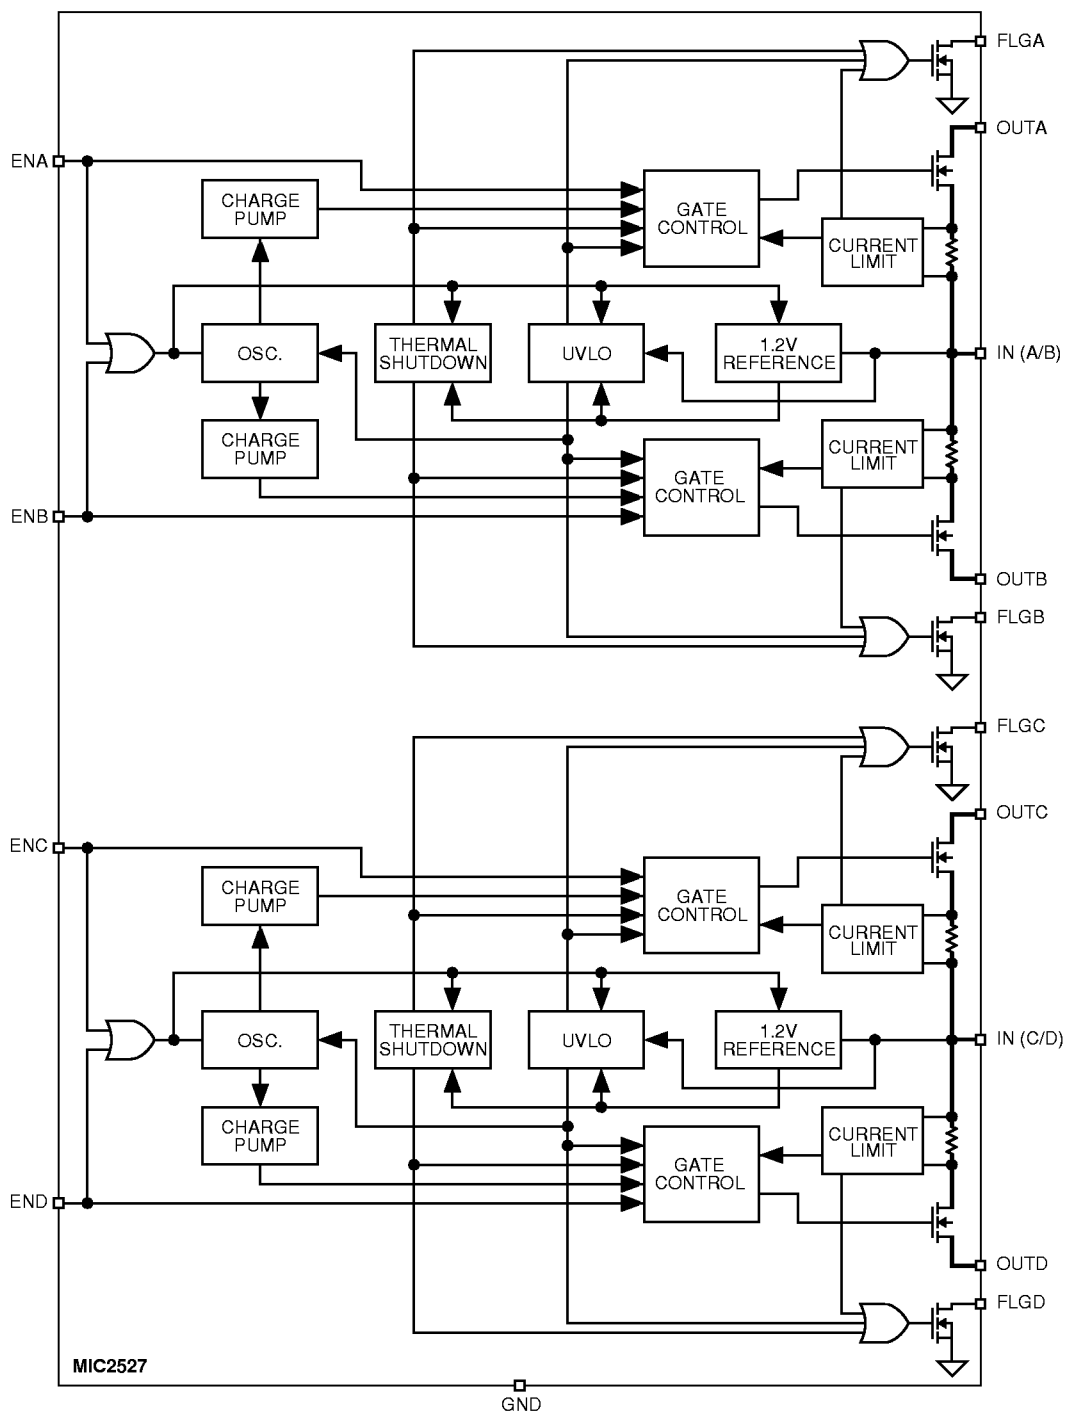 FLGA
OUTA
ENA
CHARGE
PUMP
GATE
CONTROL
CURRENT
LIMIT
OSC.
THERMAL
SHUTDOWN
UVLO
1.2V
REFERENCE
IN (A/B)
CHARGE
PUMP
GATE
CONTROL
CURRENT
LIMIT
ENB
OUTB
FLGB
FLGC
OUTC
ENC
CHARGE
PUMP
GATE
CONTROL
CURRENT
LIMIT
OSC.
THERMAL
SHUTDOWN
UVLO
1.2V
REFERENCE
IN (C/D)
CHARGE
PUMP
GATE
CONTROL
CURRENT
LIMIT
END
OUTD
FLGD
MIC2527
GND